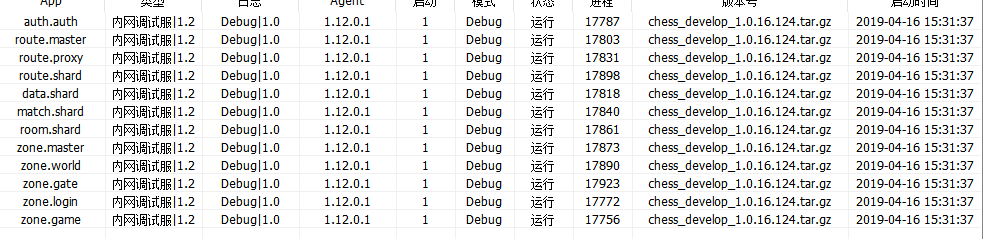 App 类型 日志 Agent 启动 模式 状态 进程 版本号 启动时间
auth.auth 内网调试服|1.2 Debug|1.0 1.12.0.1 1 Debug 运行 17787 chess_develop_1.0.16.124.tar.gz 2019-04-16 15:31:37
route.master 内网调试服|1.2 Debug|1.0 1.12.0.1 1 Debug 运行 17803 chess_develop_1.0.16.124.tar.gz 2019-04-16 15:31:37
route.proxy 内网调试服|1.2 Debug|1.0 1.12.0.1 1 Debug 运行 17831 chess_develop_1.0.16.124.tar.gz 2019-04-16 15:31:37
route.shard 内网调试服|1.2 Debug|1.0 1.12.0.1 1 Debug 运行 17898 chess_develop_1.0.16.124.tar.gz 2019-04-16 15:31:37
data.shard 内网调试服|1.2 Debug|1.0 1.12.0.1 1 Debug 运行 17818 chess_develop_1.0.16.124.tar.gz 2019-04-16 15:31:37
match.shard 内网调试服|1.2 Debug|1.0 1.12.0.1 1 Debug 运行 17840 chess_develop_1.0.16.124.tar.gz 2019-04-16 15:31:37
room.shard 内网调试服|1.2 Debug|1.0 1.12.0.1 1 Debug 运行 17861 chess_develop_1.0.16.124.tar.gz 2019-04-16 15:31:37
zone.master 内网调试服|1.2 Debug|1.0 1.12.0.1 1 Debug 运行 17873 chess_develop_1.0.16.124.tar.gz 2019-04-16 15:31:37
zone.world 内网调试服|1.2 Debug|1.0 1.12.0.1 1 Debug 运行 17890 chess_develop_1.0.16.124.tar.gz 2019-04-16 15:31:37
zone.gate 内网调试服|1.2 Debug|1.0 1.12.0.1 1 Debug 运行 17923 chess_develop_1.0.16.124.tar.gz 2019-04-16 15:31:37
zone.login 内网调试服|1.2 Debug|1.0 1.12.0.1 1 Debug 运行 17772 chess_develop_1.0.16.124.tar.gz 2019-04-16 15:31:37
zone.game 内网调试服|1.2 Debug|1.0 1.12.0.1 1 Debug 运行 17756 chess_develop_1.0.16.124.tar.gz 2019-04-16 15:31:37